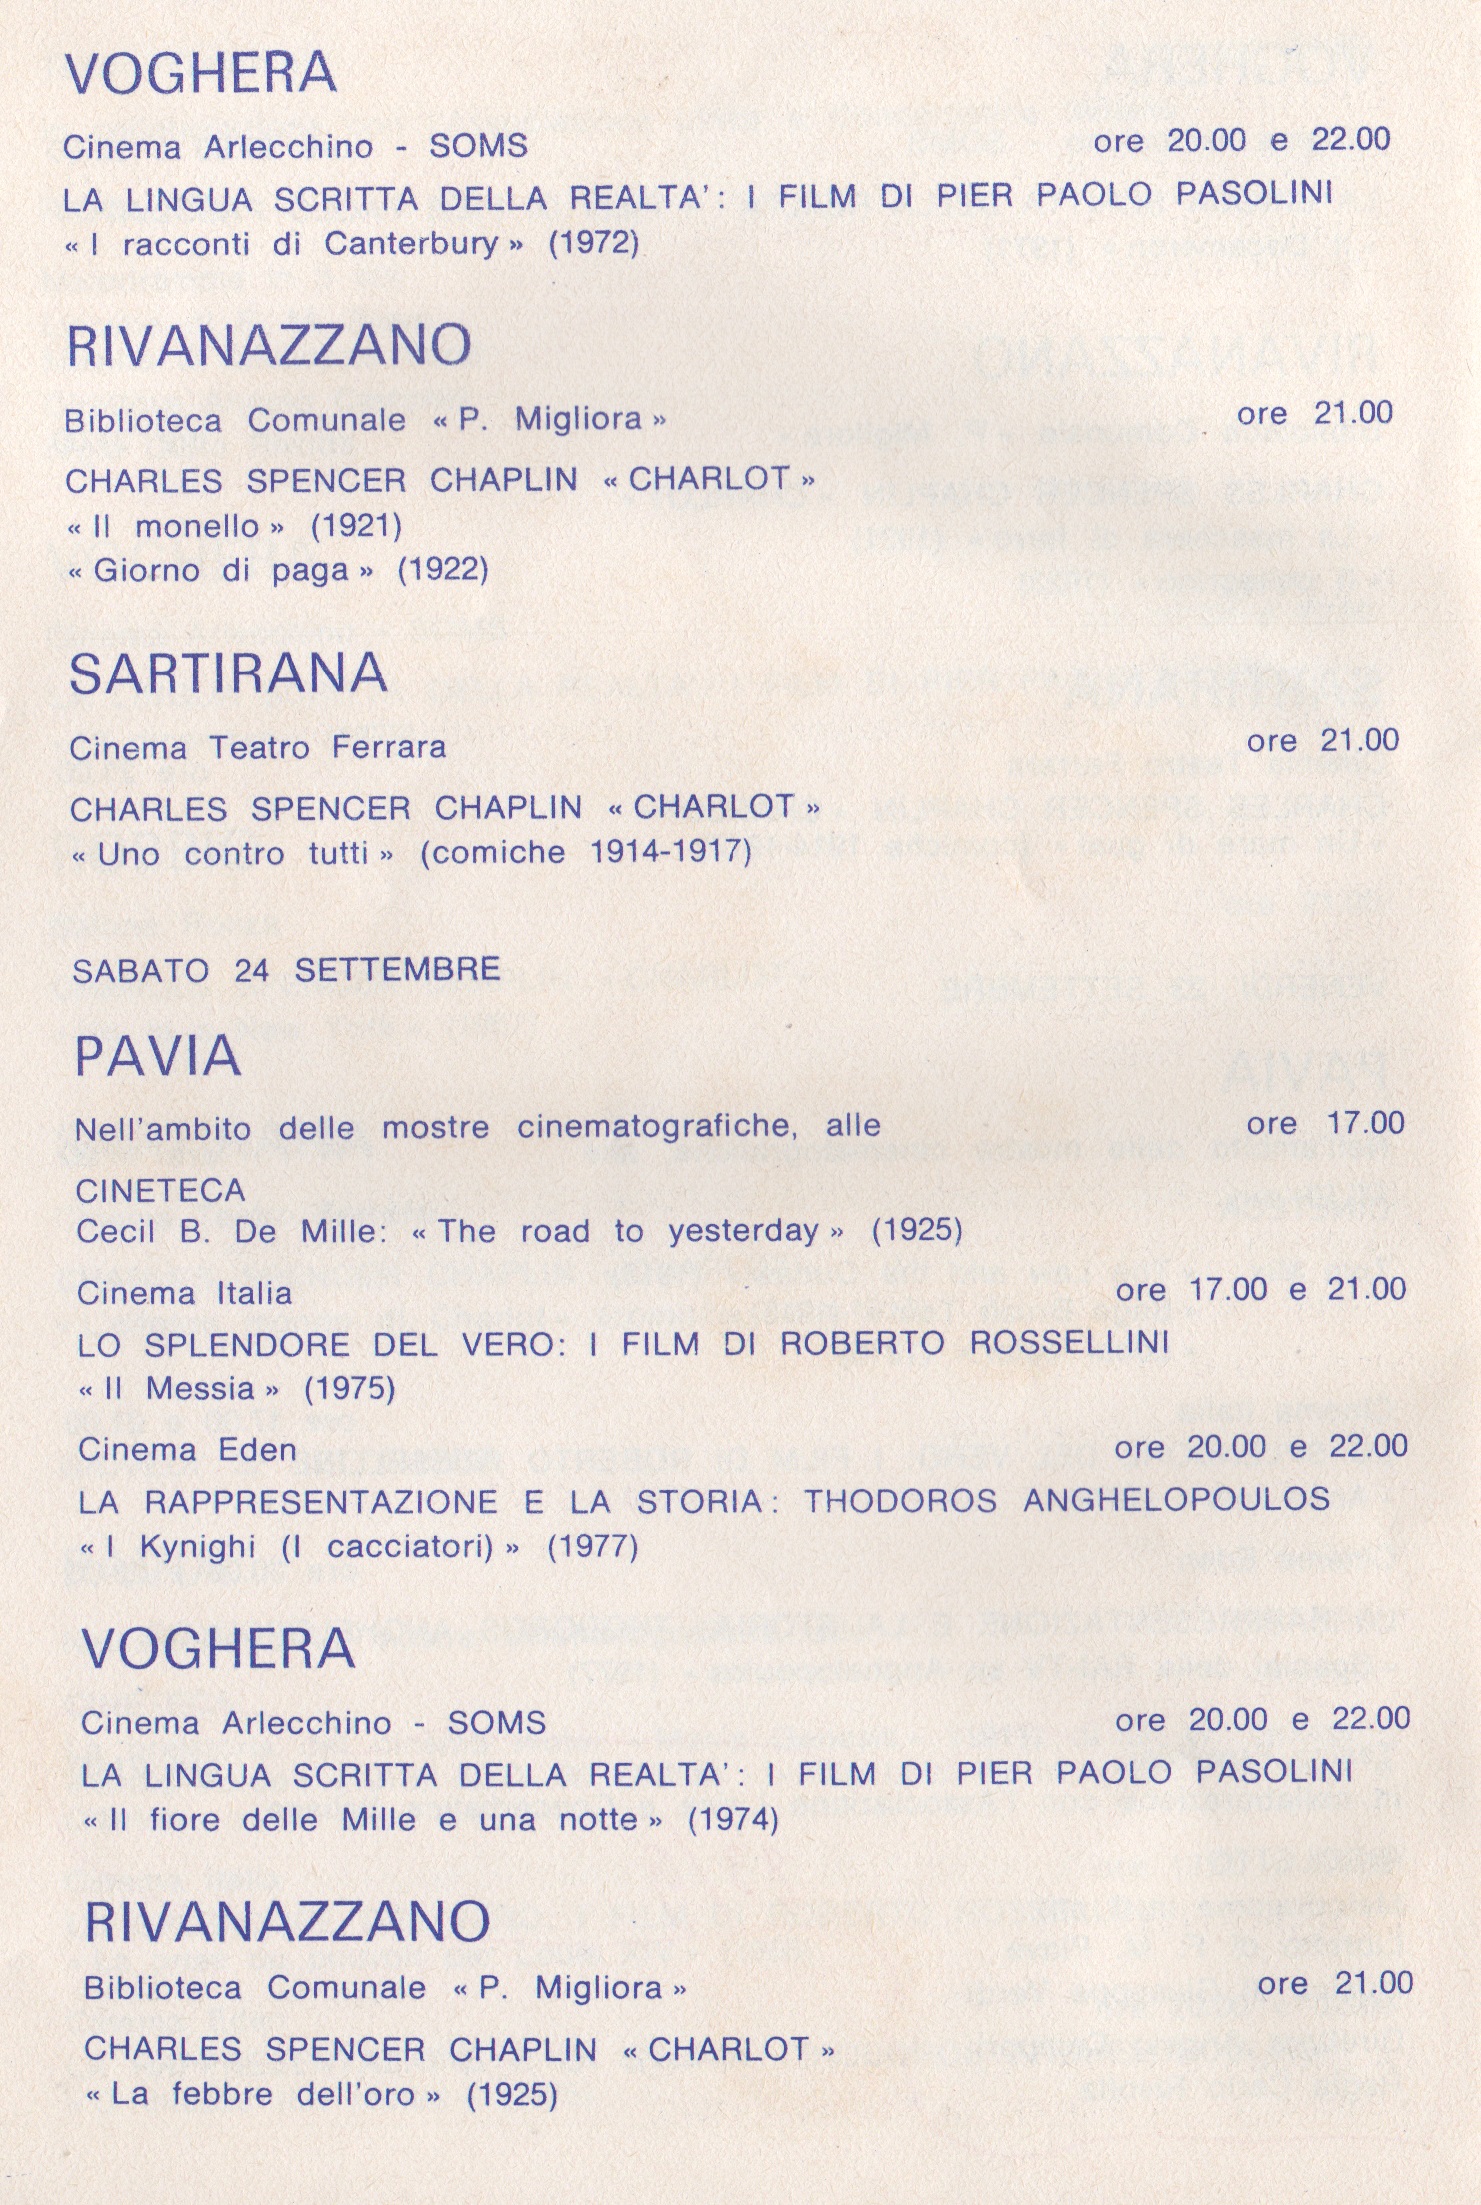 VOGHERA
Cinema Arlecchino - SOMS ore 20.00 e 22.00
LA LINGUA SCRITTA DELLA REALTA': I FILM DI PIER PAOLO PASOLINI
« I racconti di Canterbury » (1972)
RIVANAZZANO
Biblioteca Comunale « P. Migliora » ore 21.00
CHARLES SPENCER CHAPLIN « CHARLOT »
« Il monello » (1921)
« Giorno di paga » (1922)
SARTIRANA
Cinema Teatro Ferrara ore 21.00
CHARLES SPENCER CHAPLIN « CHARLOT »
« Uno contro tutti » (comiche 1914-1917)
SABATO 24 SETTEMBRE
PAVIA
Nell'ambito delle mostre cinematografiche, alle ore 17.00
CINETECA
Cecil B. De Mille: « The road to yesterday » (1925)
Cinema Italia ore 17.00 e 21.00
LO SPLENDORE DEL VERO: I FILM DI ROBERTO ROSSELLINI
« Il Messia » (1975)
Cinema Eden ore 20.00 e 22.00
LA RAPPRESENTAZIONE E LA STORIA: THODOROS ANGHELOPOULOS
« I Kynighi (I cacciatori) » (1977)
VOGHERA
Cinema Arlecchino - SOMS ore 20.00 e 22.00
LA LINGUA SCRITTA DELLA REALTA': I FILM DI PIER PAOLO PASOLINI
« Il fiore delle Mille e una notte » (1974)
RIVANAZZANO
Biblioteca Comunale « P. Migliora » ore 21.00
CHARLES SPENCER CHAPLIN « CHARLOT »
« La febbre dell'oro » (1925)